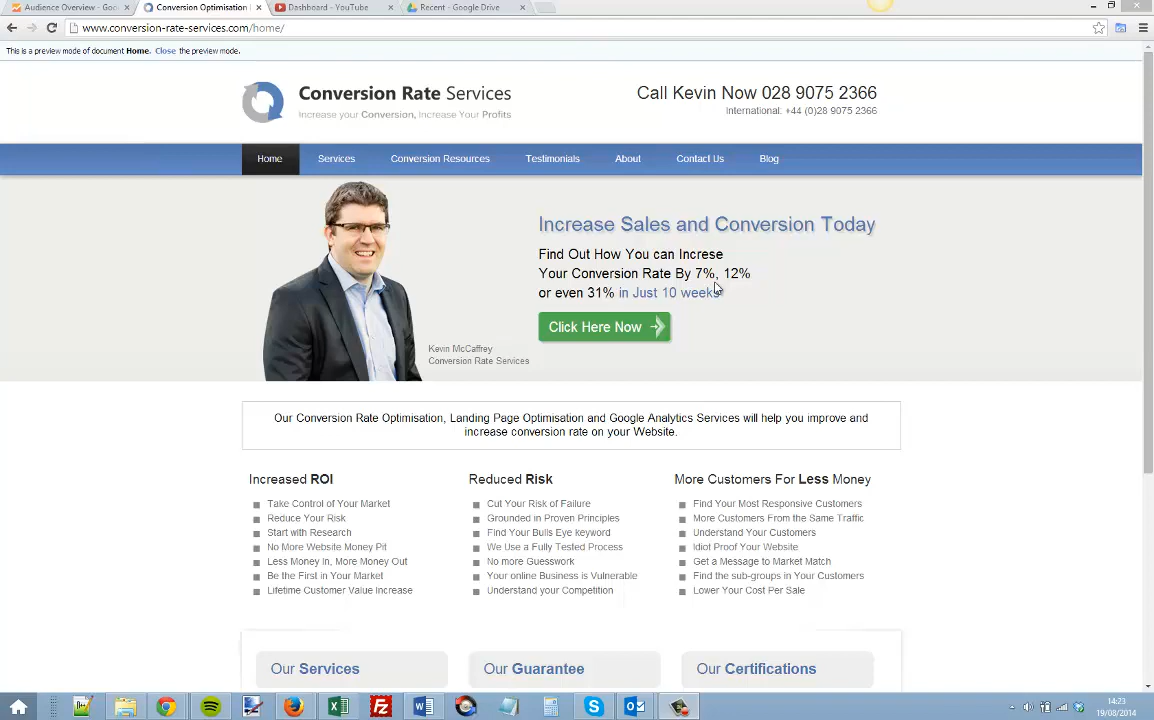 Audience Overview - Goo
Conversion Optimisation
Dashboard - YouTube
Recent - Google Drive
www.conversion-rate-services.com/home/
This is a preview mode of document Home. Close the preview mode.
Conversion Rate Services
Increase your Conversion, Increase Your Profits
Call Kevin Now 028 9075 2366
International: +44 (0)28 9075 2366
Home
Services
Conversion Resources
Testimonials
About
Contact Us
Blog
Increase Sales and Conversion Today
Find Out How You can Increse
Your Conversion Rate By 7%, 12%
or even 31% in Just 10 weeks
Click Here Now
Kevin McCaffrey
Conversion Rate Services
Our Conversion Rate Optimisation, Landing Page Optimisation and Google Analytics Services will help you improve and
increase conversion rate on your Website.
Increased ROI
Take Control of Your Market
Reduce Your Risk
Start with Research
No More Website Money Pit
Less Money In, More Money Out
Be the First in Your Market
Lifetime Customer Value Increase
Reduced Risk
Cut Your Risk of Failure
Grounded in Proven Principles
Find Your Bulls Eye keyword
We Use a Fully Tested Process
No more Guesswork
Your online Business is Vulnerable
Understand your Competition
More Customers For Less Money
Find Your Most Responsive Customers
More Customers From the Same Traffic
Understand Your Customers
Idiot Proof Your Website
Get a Message to Market Match
Find the sub-groups in Your Customers
Lower Your Cost Per Sale
Our Services
Our Guarantee
Our Certifications
14:23
19/08/2014